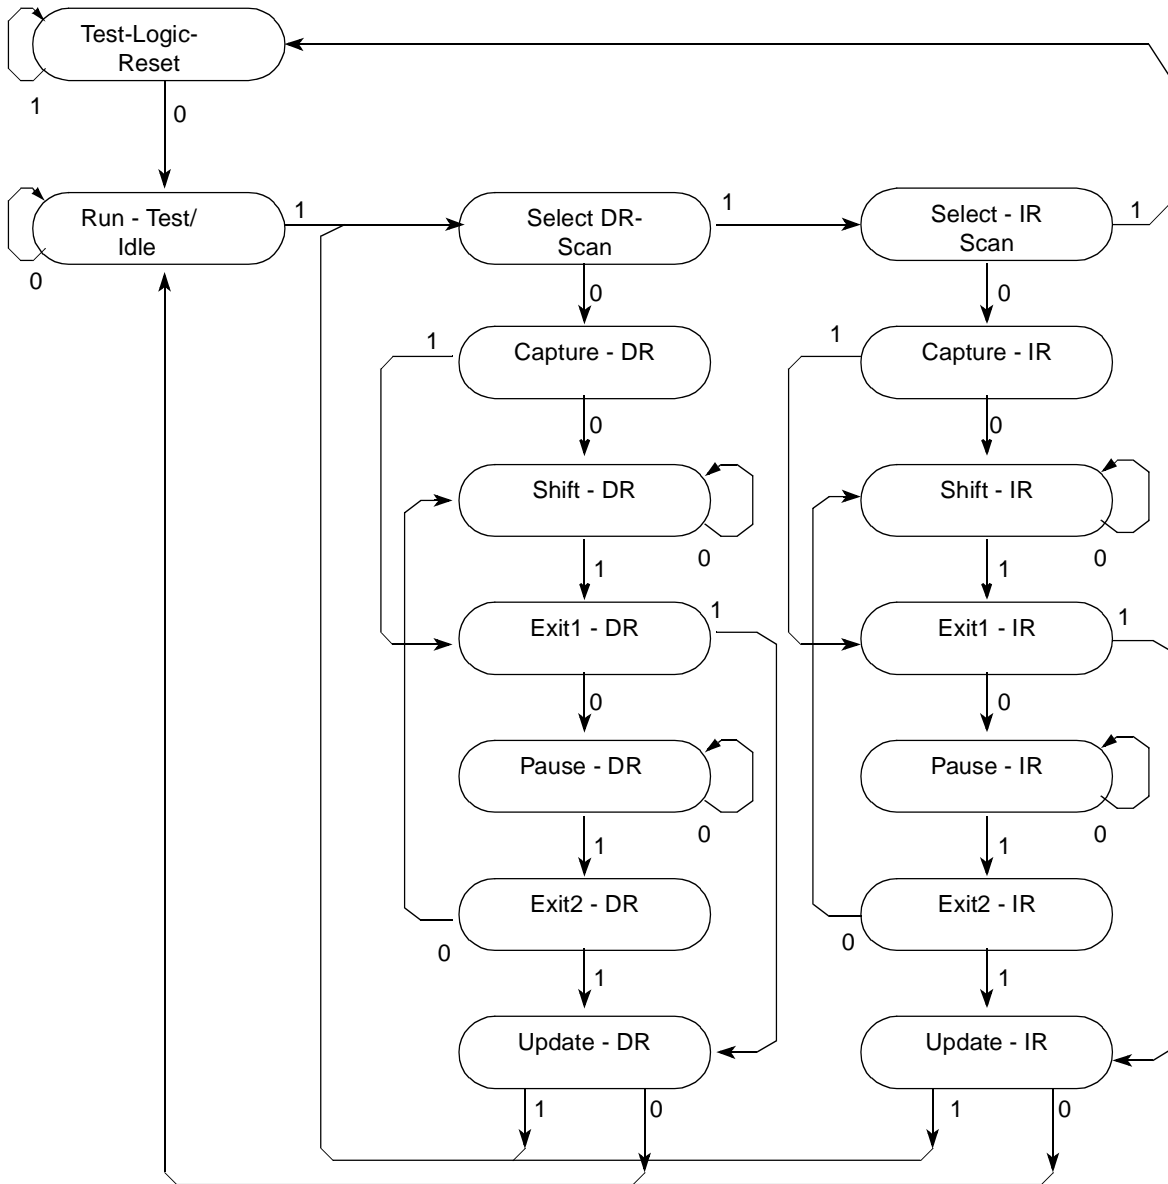 Test-Logic-
Reset
1
0
Run - Test/
Idle
0
1
Select DR-
Scan
1
Select - IR
Scan
1
0
0
1
Capture - DR
1
Capture - IR
0
0
Shift - DR
0
Shift - IR
0
1
1
Exit1 - DR
1
Exit1 - IR
1
0
0
Pause - DR
0
Pause - IR
0
1
1
Exit2 - DR
0
Exit2 - IR
0
1
1
Update - DR
Update - IR
1
0
1
0